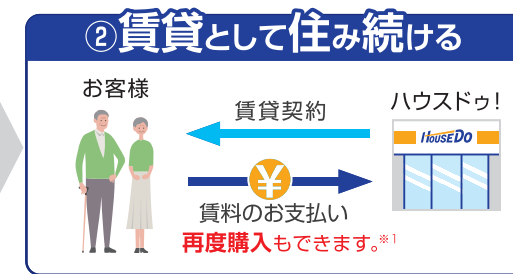 ②賃貸として住み続ける
お客様
賃貸契約
ハウスドゥ!
HouseDo
¥
賃料のお支払い
再度購入もできます。※1